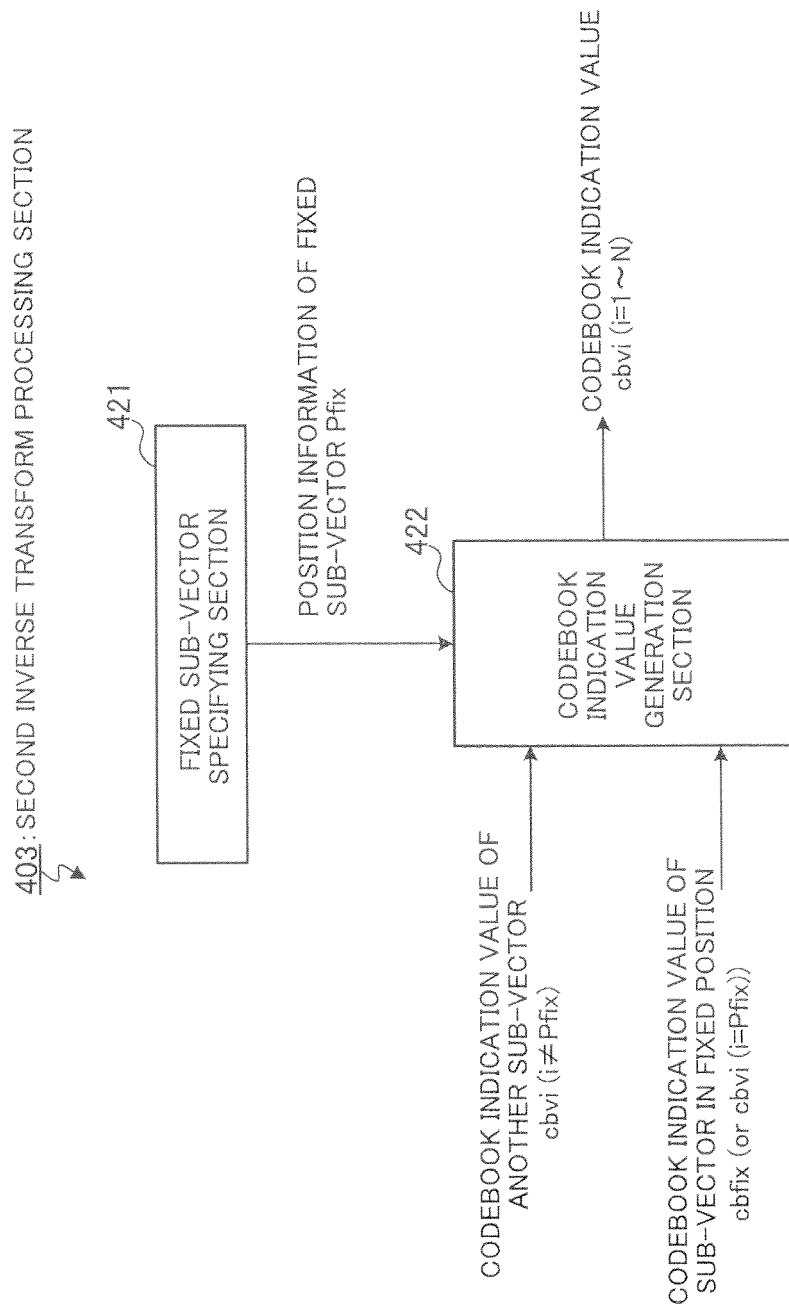 403:SECOND INVERSE TRANSFORM PROCESSING SECTION
421
FIXED SUB-VECTOR
SPECIFYING SECTION
POSITION INFORMATION OF FIXED
SUB-VECTOR Pfix
422
CODEBOOK INDICATION VALUE OF
ANOTHER SUB-VECTOR
cbvi (i≠Pfix)
CODEBOOK INDICATION VALUE OF
SUB-VECTOR IN FIXED POSITION
cbfix (or cbvi (i=Pfix))
CODEBOOK
INDICATION
VALUE
GENERATION
SECTION
CODEBOOK INDICATION VALUE
cbvi (i=1~N)